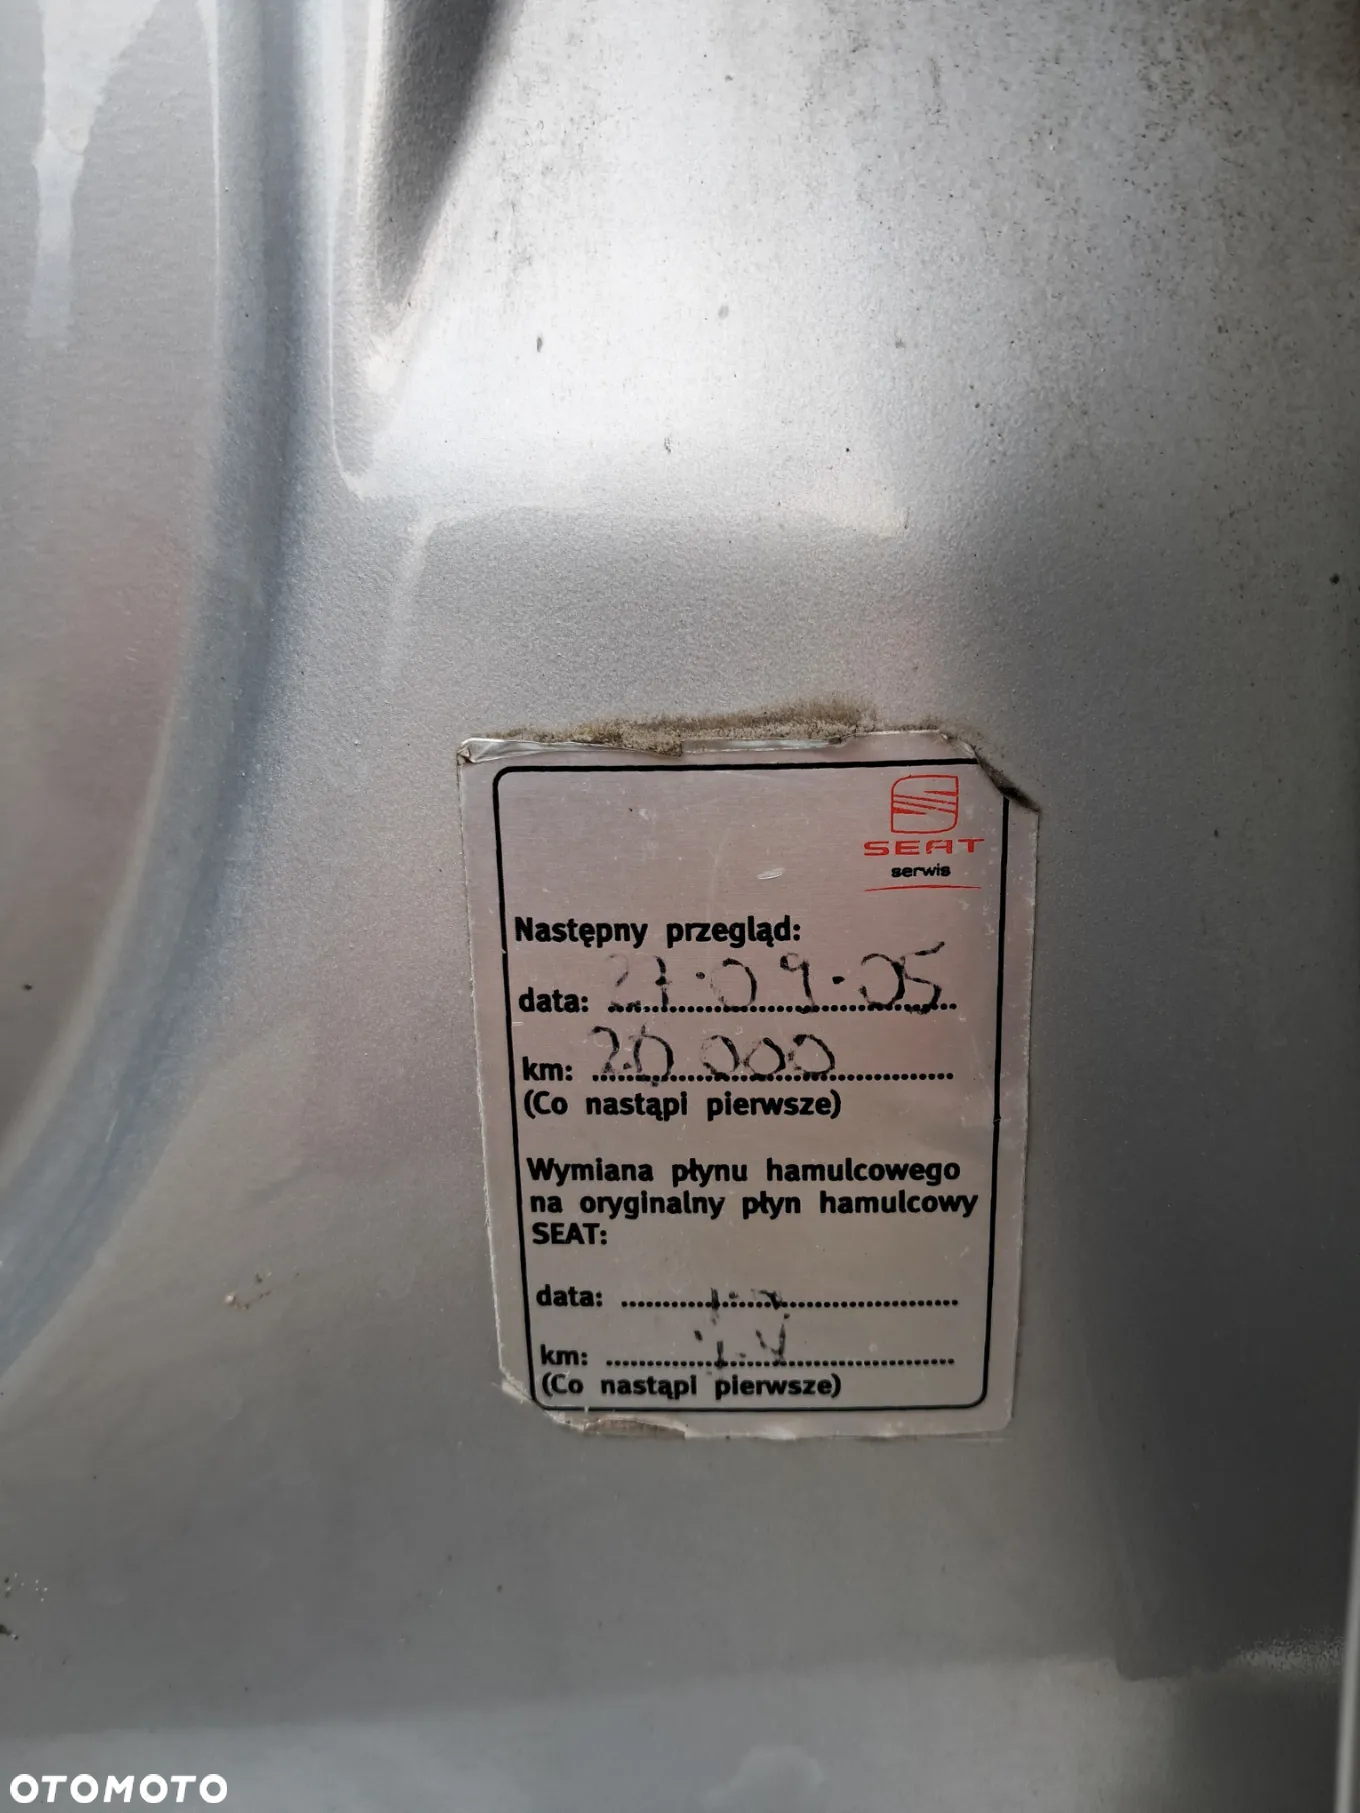 SEAT
serwis
Następny przegląd:
data: 27.09.05
km: 20 000
(Co nastąpi pierwsze)
Wymiana płynu hamulcowego
na oryginalny płyn hamulcowy
SEAT:
data:
km:
(Co nastąpi pierwsze)
OTOMOTO